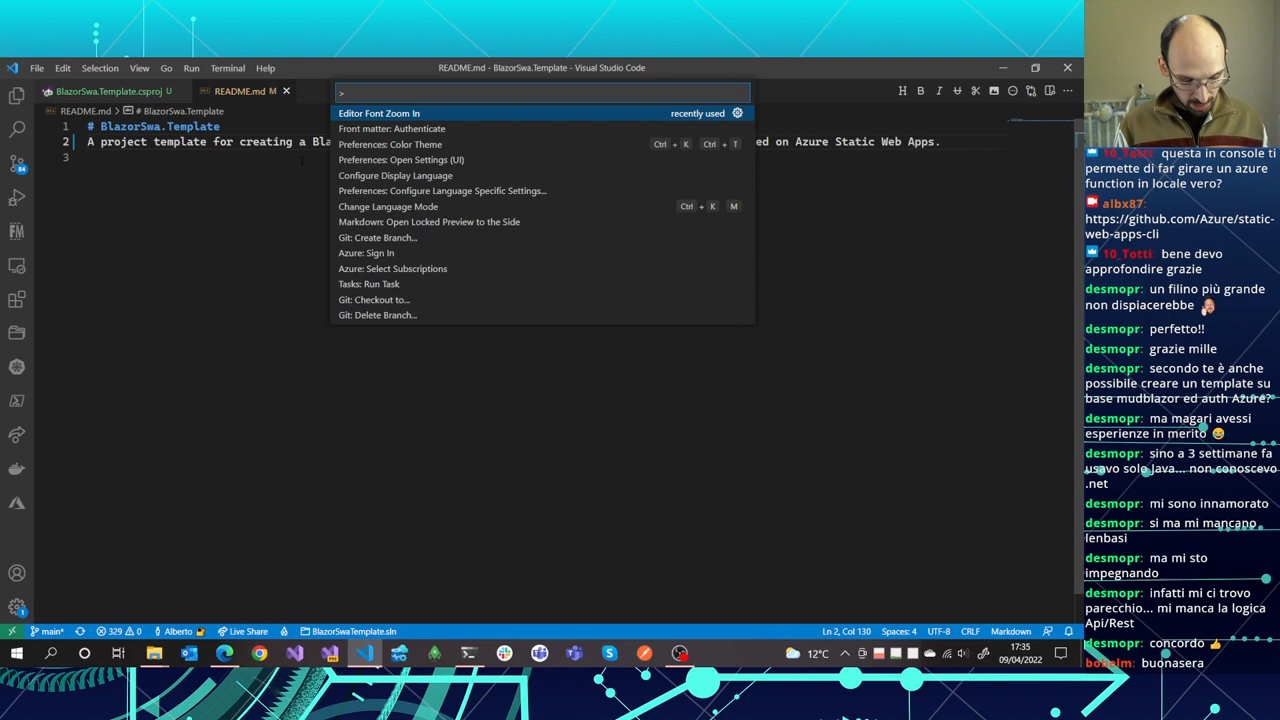 File Edit Selection View Go Run Terminal Help
README.md - BlazorSwa.Template - Visual Studio Code
BlazorSwa.Template.csproj U
README.md M
README.md > # BlazorSwa.Template
1 # BlazorSwa.Template
2 A project template for creating a Bla
ed on Azure Static Web Apps.
3
>
Editor Font Zoom In recently used
Front matter: Authenticate
Preferences: Color Theme Ctrl + K Ctrl + T
Preferences: Open Settings (UI)
Configure Display Language
Preferences: Configure Language Specific Settings...
Change Language Mode Ctrl + K M
Markdown: Open Locked Preview to the Side
Git: Create Branch...
Azure: Sign In
Azure: Select Subscriptions
Tasks: Run Task
Git: Checkout to...
Git: Delete Branch...
84
FM
1
main* 329 0 Alberto Live Share BlazorSwaTemplate.sln
Ln 2, Col 130 Spaces: 4 UTF-8 CRLF Markdown
12°C
17:35
09/04/2022
10_Totti: questa in console ti
permette di far girare un azure
function in locale vero?
albx87:
https://github.com/Azure/static-
web-apps-cli
10_Totti: bene devo
approfondire grazie
desmopr: un filino più grande
non dispiacerebbe
desmopr: perfetto!!
desmopr: grazie mille
desmopr: secondo te è anche
possibile creare un template su
base mudblazor ed auth Azure?
desmopr: ma magari avessi
esperienze in merito
desmopr: sino a 3 settimane fa
usavo solo Java... non conoscevo
.net
desmopr: mi sono innamorato
desmopr: si ma mi mancano
lenbasi
desmopr: ma mi sto
impegnando
desmopr: infatti mi ci trovo
parecchio... mi manca la logica
Api/Rest
desmopr: concordo
bobelm: buonasera